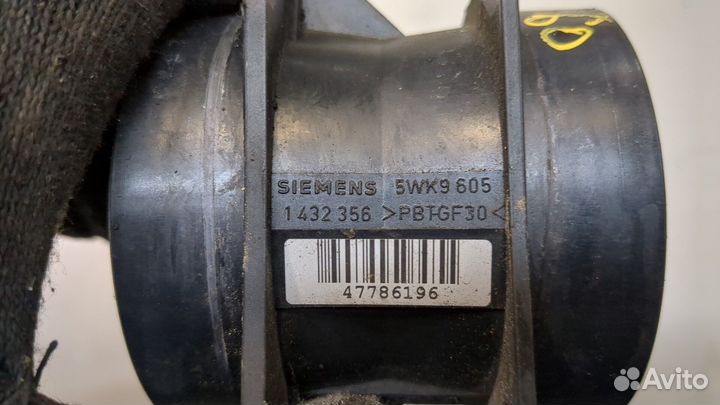 SIEMENS 5WK9 605
1 432 356 >PBT-GF30<
47786196
Avito